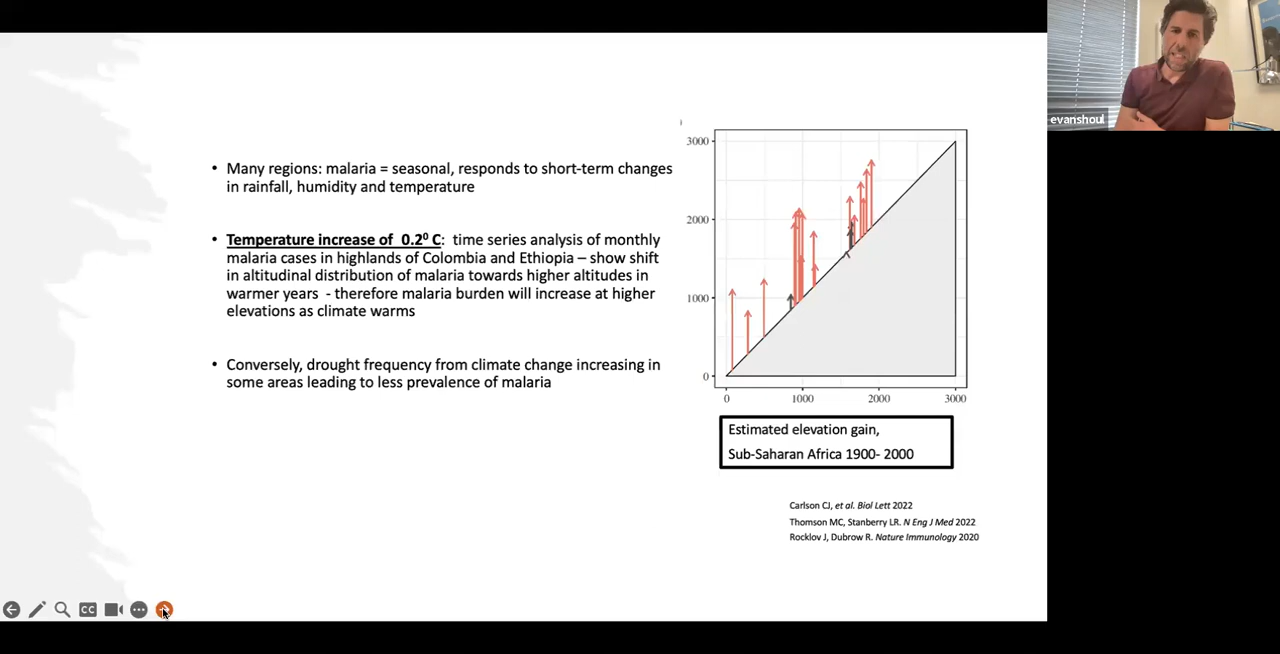 evanshoul
• Many regions: malaria = seasonal, responds to short-term changes
in rainfall, humidity and temperature
• Temperature increase of 0.2⁰ C: time series analysis of monthly
malaria cases in highlands of Colombia and Ethiopia – show shift
in altitudinal distribution of malaria towards higher altitudes in
warmer years - therefore malaria burden will increase at higher
elevations as climate warms
• Conversely, drought frequency from climate change increasing in
some areas leading to less prevalence of malaria
3000
2000
1000
0
0 1000 2000 3000
Estimated elevation gain,
Sub-Saharan Africa 1900- 2000
Carlson CJ, et al. Biol Lett 2022
Thomson MC, Stanberry LR. N Eng J Med 2022
Rocklov J, Dubrow R. Nature Immunology 2020
CC